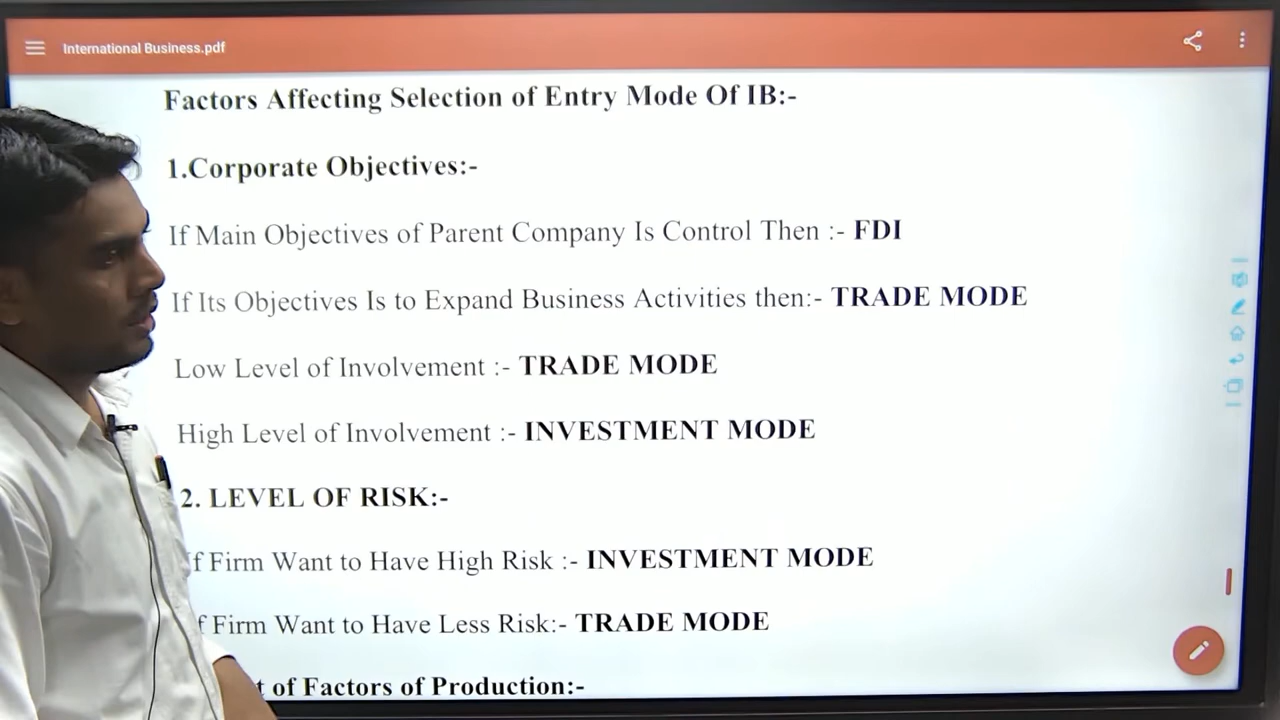 International Business.pdf
Factors Affecting Selection of Entry Mode Of IB:-
1.Corporate Objectives:-
If Main Objectives of Parent Company Is Control Then :- FDI
If Its Objectives Is to Expand Business Activities then:- TRADE MODE
Low Level of Involvement :- TRADE MODE
High Level of Involvement :- INVESTMENT MODE
2. LEVEL OF RISK:-
If Firm Want to Have High Risk :- INVESTMENT MODE
If Firm Want to Have Less Risk:- TRADE MODE
of Factors of Production:-